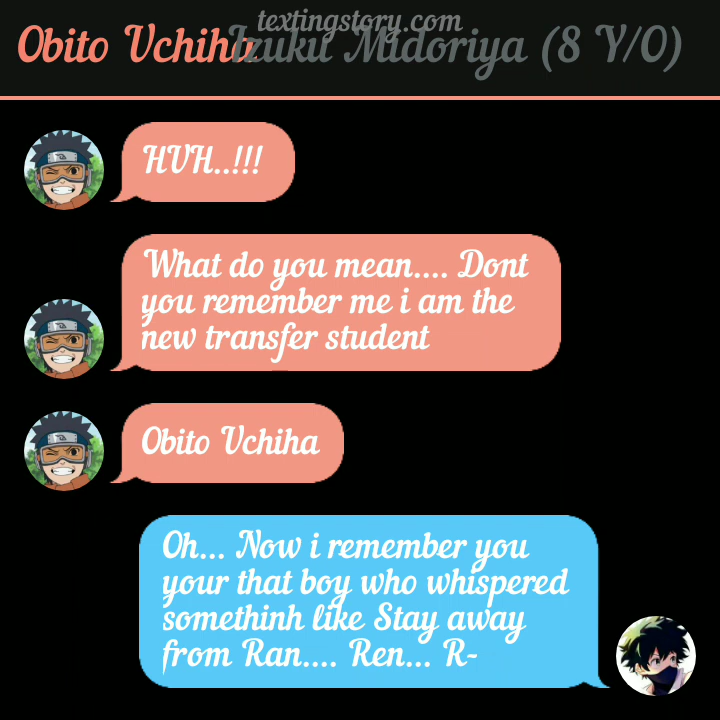 textingstory.com
Obito Uchiha Izuku Midoriya (8 Y/O)
HUH..!!!
What do you mean.... Dont
you remember me i am the
new transfer student
Obito Uchiha
Oh... Now i remember you
your that boy who whispered
somethinh like Stay away
from Ran.... Ren... R-